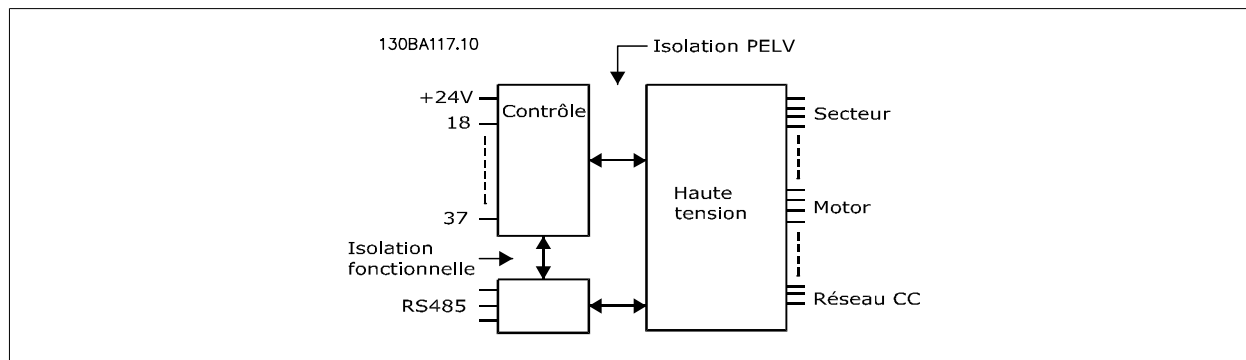 130BA117.10
Isolation PELV
+24V
Contrôle
18
37
Haute
tension
Secteur
Motor
Réseau CC
Isolation
fonctionnelle
RS485